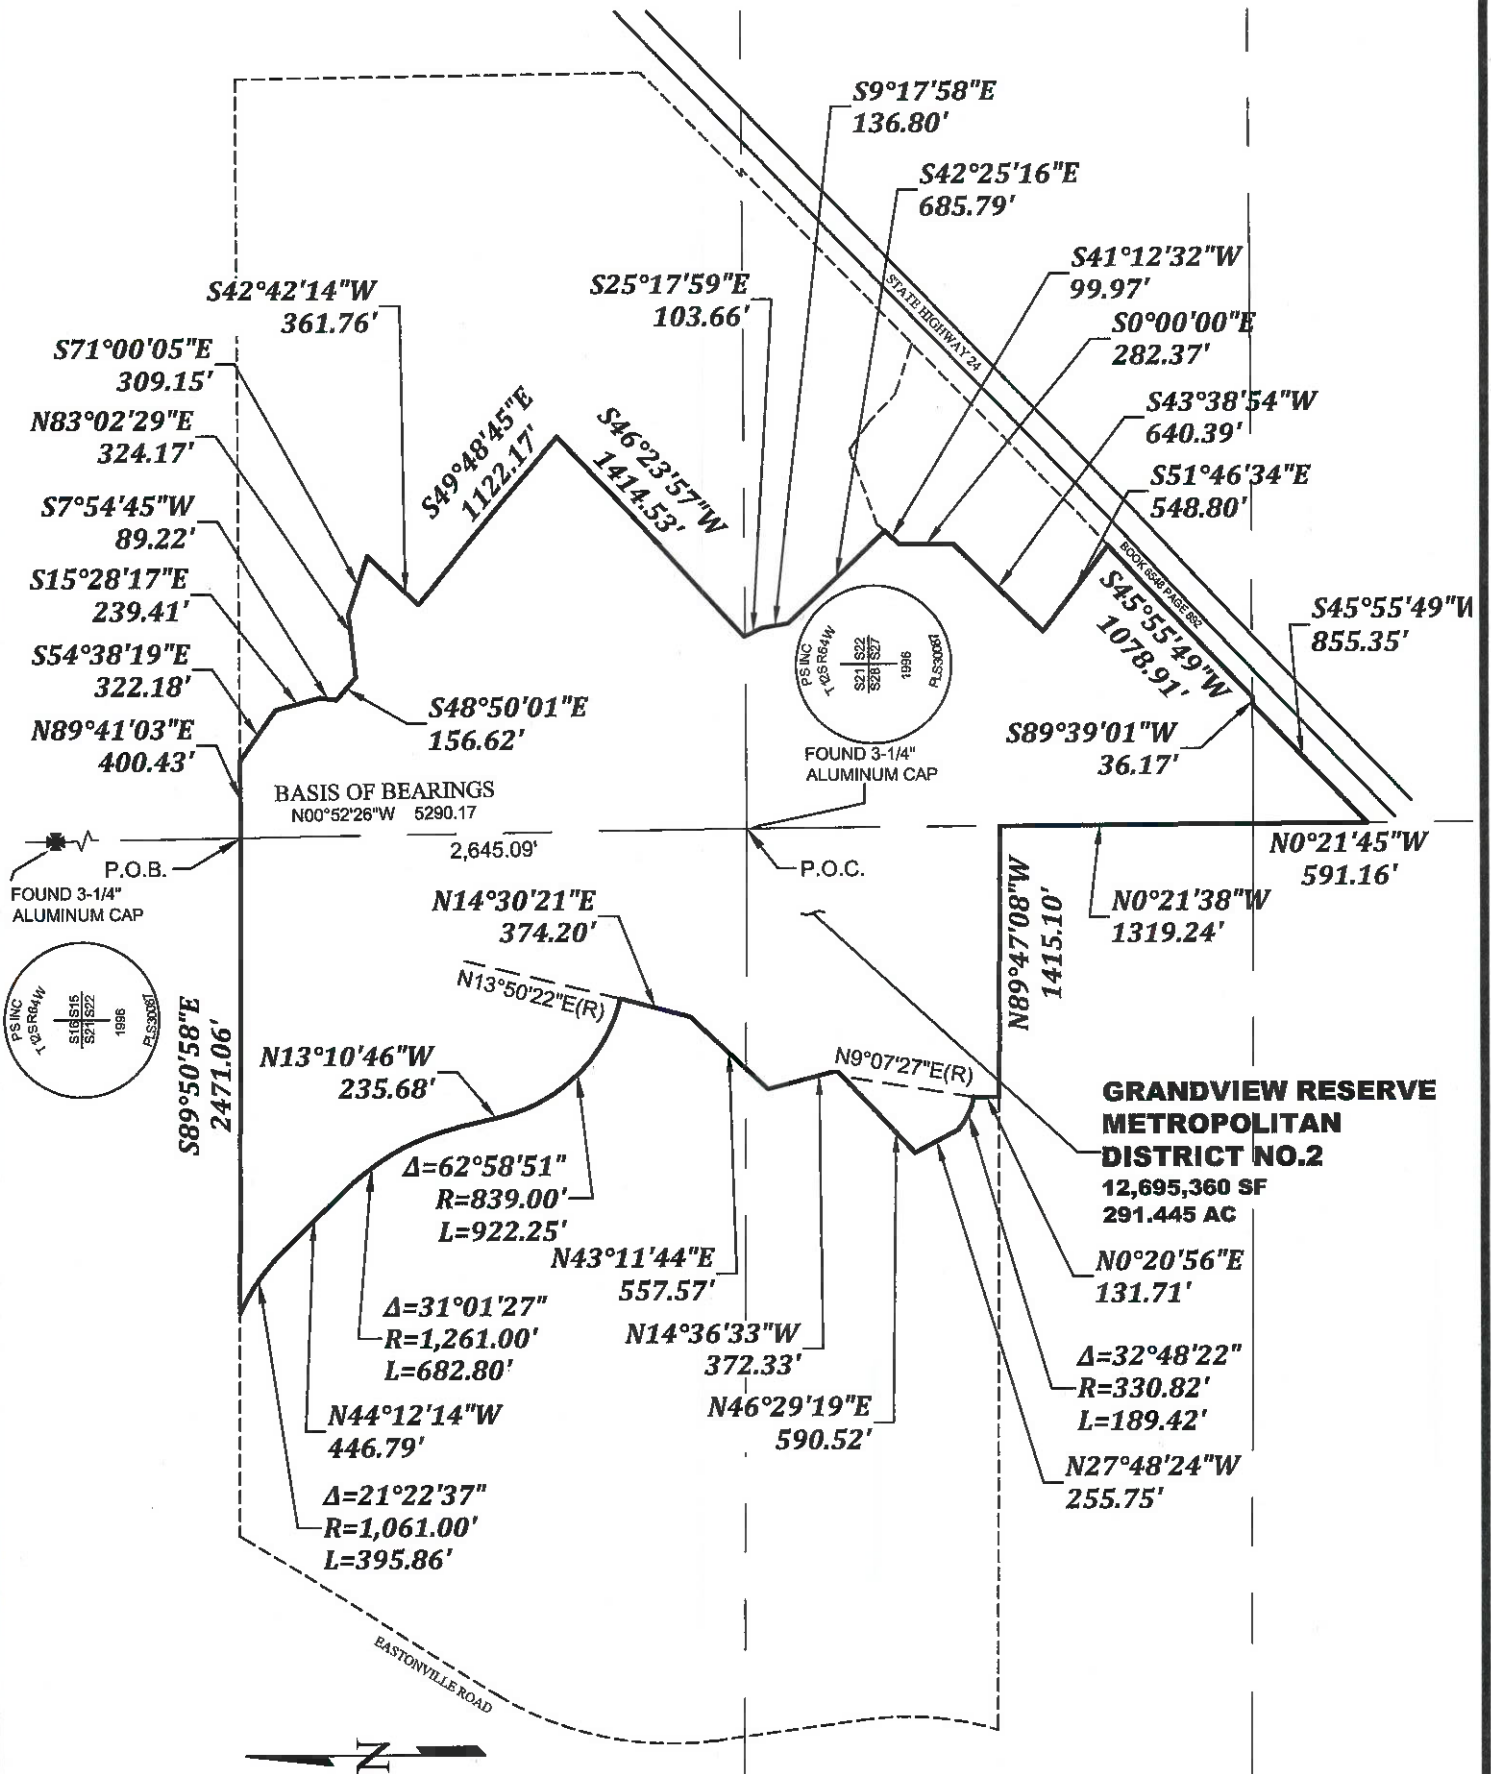 S9°17'58"E
136.80'
S42°25'16"E
685.79'
S41°12'32"W
99.97'
S25°17'59"E
103.66'
S42°42'14"W
361.76'
STATE HIGHWAY 24
S0°00'00"E
282.37'
S71°00'05"E
309.15'
S43°38'54"W
640.39'
N83°02'29"E
324.17'
S49°48'45"E
1122.17'
S46°23'57"W
1414.53'
S51°46'34"E
548.80'
S7°54'45"W
89.22'
BOOK 6548 PAGE 892
S15°28'17"E
239.41'
S45°55'49"W
1078.91'
S45°55'49"W
855.35'
S54°38'19"E
322.18'
PS INC
T12S R64W
S21 S22
S28 S27
1996
PLS30087
S48°50'01"E
156.62'
N89°41'03"E
400.43'
S89°39'01"W
36.17'
FOUND 3-1/4"
ALUMINUM CAP
BASIS OF BEARINGS
N00°52'26"W 5290.17
2,645.09'
P.O.B.
P.O.C.
N0°21'45"W
591.16'
FOUND 3-1/4"
ALUMINUM CAP
N14°30'21"E
374.20'
N89°47'08"W
1415.10'
N0°21'38"W
1319.24'
N13°50'22"E(R)
PS INC
T12S R64W
S16 S15
S21 S22
1996
PLS30087
S89°50'58"E
2471.06'
N13°10'46"W
235.68'
N9°07'27"E(R)
GRANDVIEW RESERVE
METROPOLITAN
DISTRICT NO.2
12,695,360 SF
291.445 AC
Δ=62°58'51"
R=839.00'
L=922.25'
N43°11'44"E
557.57'
N0°20'56"E
131.71'
Δ=31°01'27"
R=1,261.00'
L=682.80'
N14°36'33"W
372.33'
Δ=32°48'22"
R=330.82'
L=189.42'
N46°29'19"E
590.52'
N44°12'14"W
446.79'
N27°48'24"W
255.75'
Δ=21°22'37"
R=1,061.00'
L=395.86'
EASTONVILLE ROAD
N